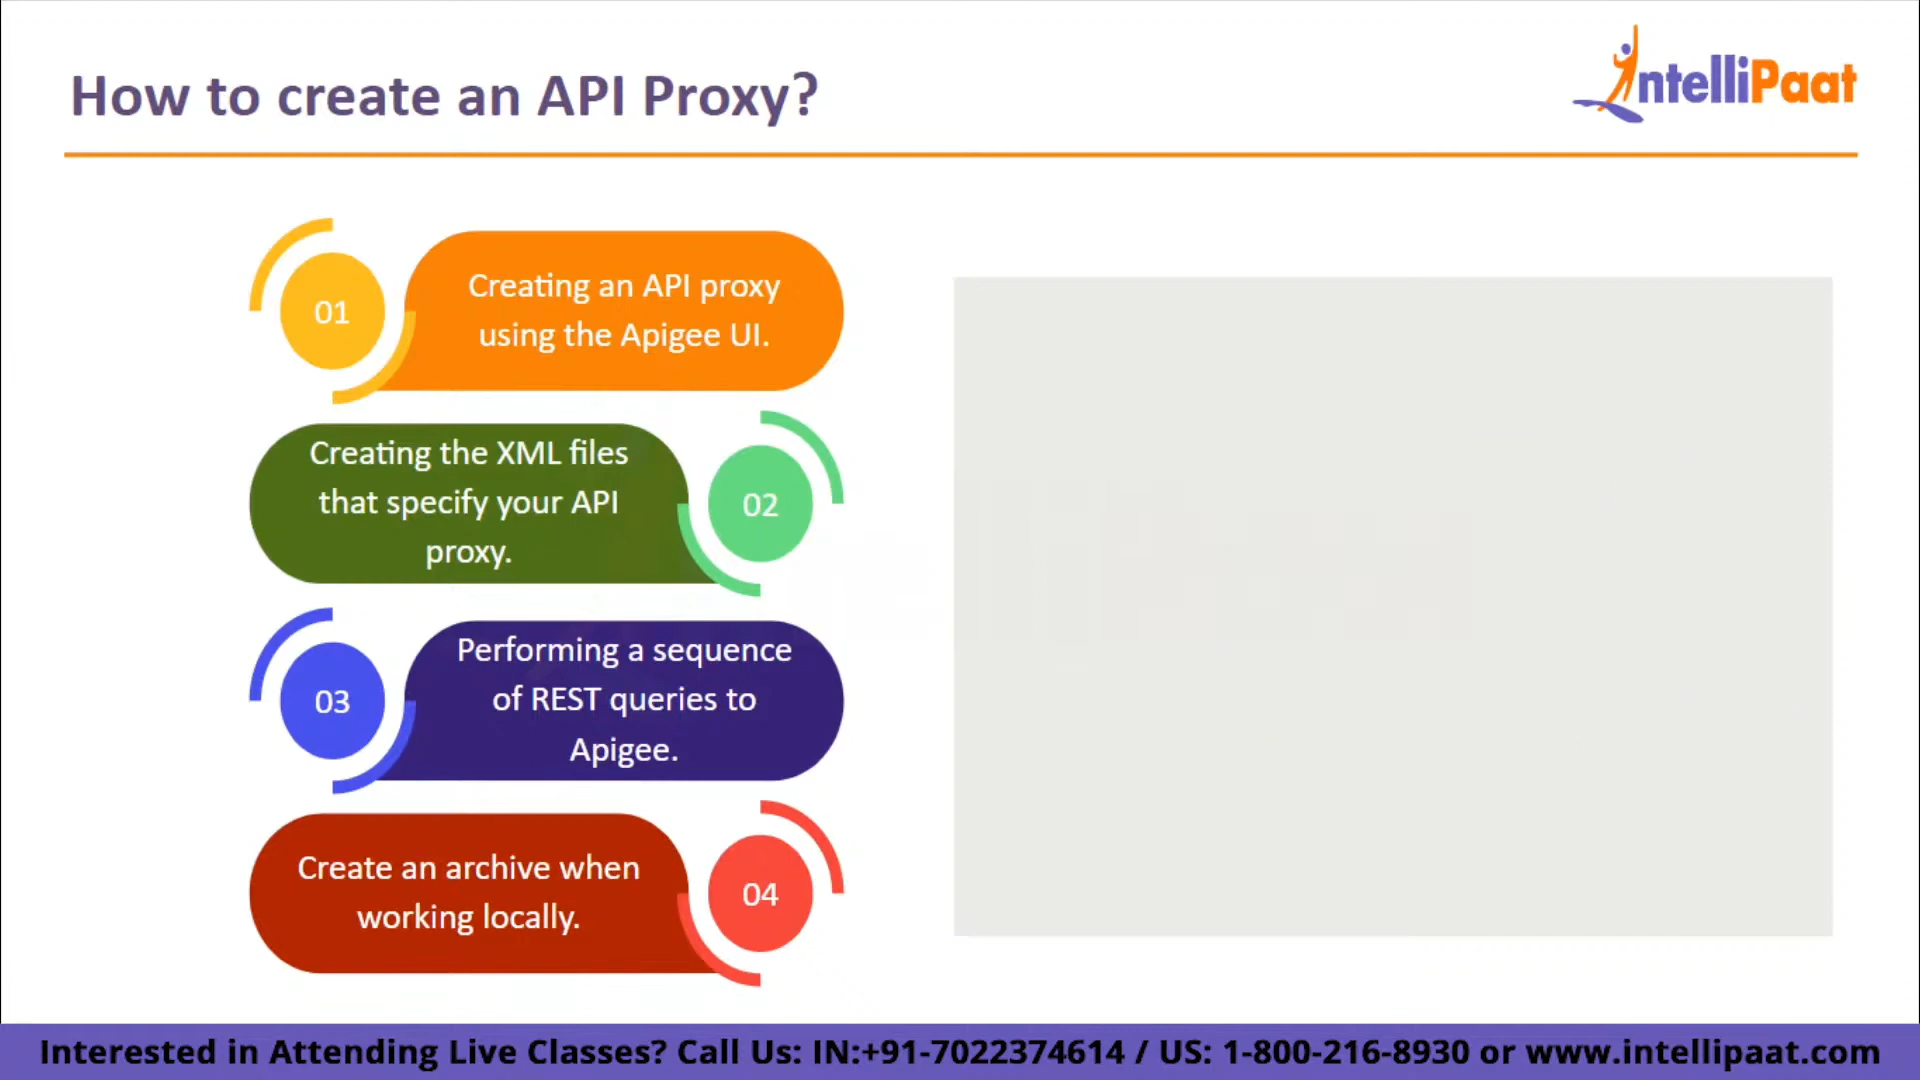 How to create an API Proxy?
IntelliPaat
01
Creating an API proxy
using the Apigee UI.
Creating the XML files
that specify your API
proxy.
02
03
Performing a sequence
of REST queries to
Apigee.
Create an archive when
working locally.
04
Interested in Attending Live Classes? Call Us: IN:+91-7022374614 / US: 1-800-216-8930 or www.intellipaat.com